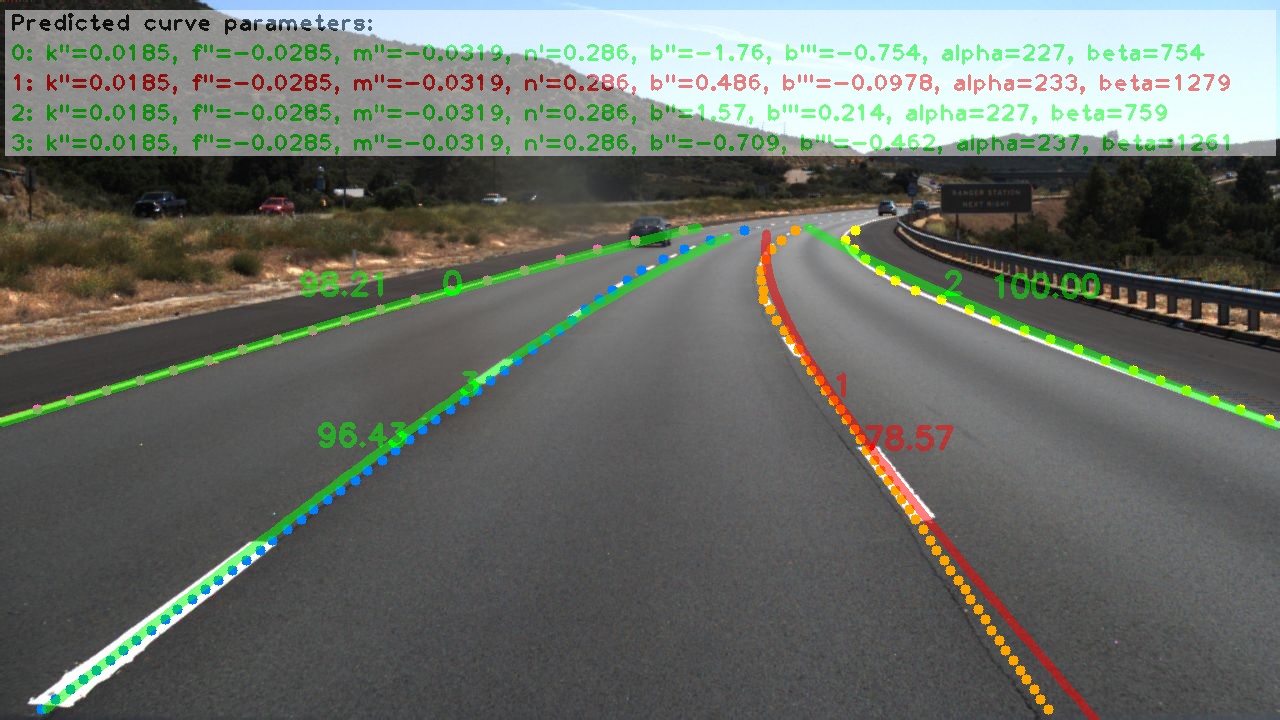 Predicted curve parameters:
0: k''=0.0185, f''=-0.0285, m''=-0.0319, n'=0.286, b''=-1.76, b'''=-0.754, alpha=227, beta=754
1: k''=0.0185, f''=-0.0285, m''=-0.0319, n'=0.286, b''=0.486, b'''=-0.0978, alpha=233, beta=1279
2: k''=0.0185, f''=-0.0285, m''=-0.0319, n'=0.286, b''=1.57, b'''=0.214, alpha=227, beta=759
3: k''=0.0185, f''=-0.0285, m''=-0.0319, n'=0.286, b''=-0.709, b'''=-0.462, alpha=237, beta=1261
RANGER STATION
NEXT RIGHT
98.21 0 2 100.00
3 1
96.43 78.57